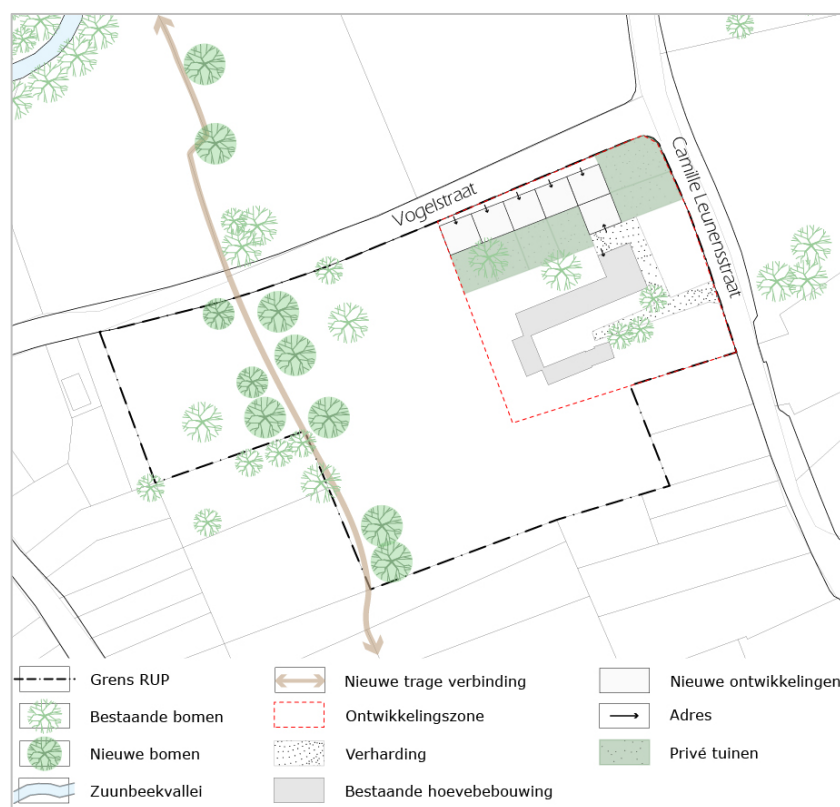 Vogelstraat
Camille Leunensstraat
Grens RUP
Nieuwe trage verbinding
Nieuwe ontwikkelingen
Bestaande bomen
Ontwikkelingszone
Adres
Nieuwe bomen
Verharding
Privé tuinen
Zuunbeekvallei
Bestaande hoevebebouwing